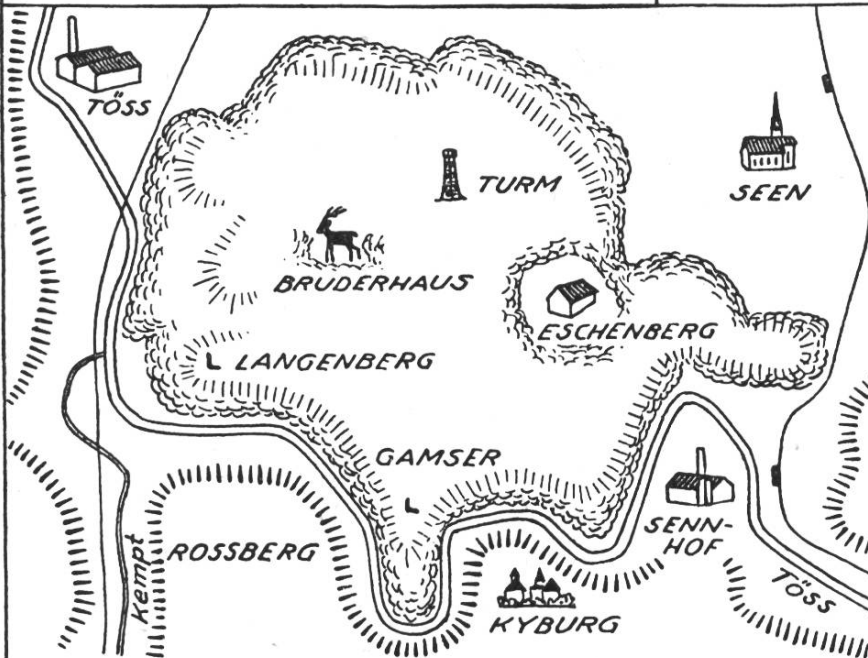 TÖSS
TURM
SEEN
BRUDERHAUS
ESCHENBERG
L LANGENBERG
GAMSER
L
SENN-
HOF
ROSSBERG
Kempt
TÖSS
KYBURG